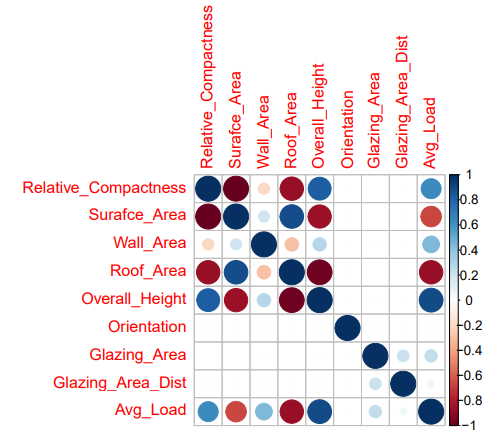 Relative_Compactness
Surafce_Area
Wall_Area
Roof_Area
Overall_Height
Orientation
Glazing_Area
Glazing_Area_Dist
Avg_Load
Relative_Compactness
Surafce_Area
Wall_Area
Roof_Area
Overall_Height
Orientation
Glazing_Area
Glazing_Area_Dist
Avg_Load
1
0.8
0.6
0.4
0.2
0
-0.2
-0.4
-0.6
-0.8
-1